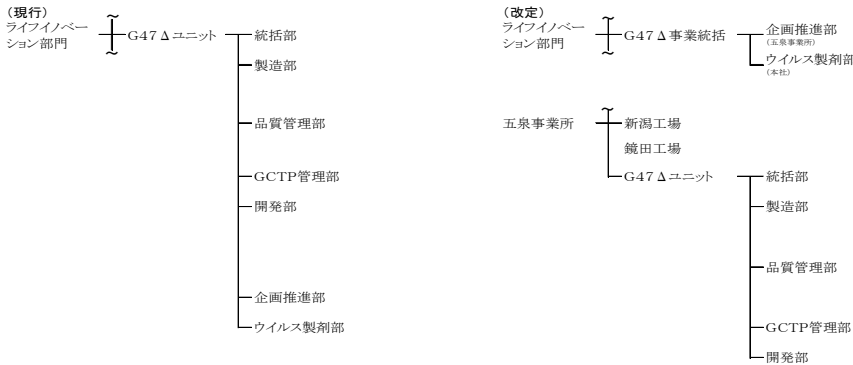 (現行)
ライフイノベー
ション部門
G47Δユニット
統括部
製造部
品質管理部
GCTP管理部
開発部
企画推進部
ウイルス製剤部
(改定)
ライフイノベー
ション部門
G47Δ事業統括
企画推進部
(五泉事業所)
ウイルス製剤部
(本社)
五泉事業所
新潟工場
鏡田工場
G47Δユニット
統括部
製造部
品質管理部
GCTP管理部
開発部